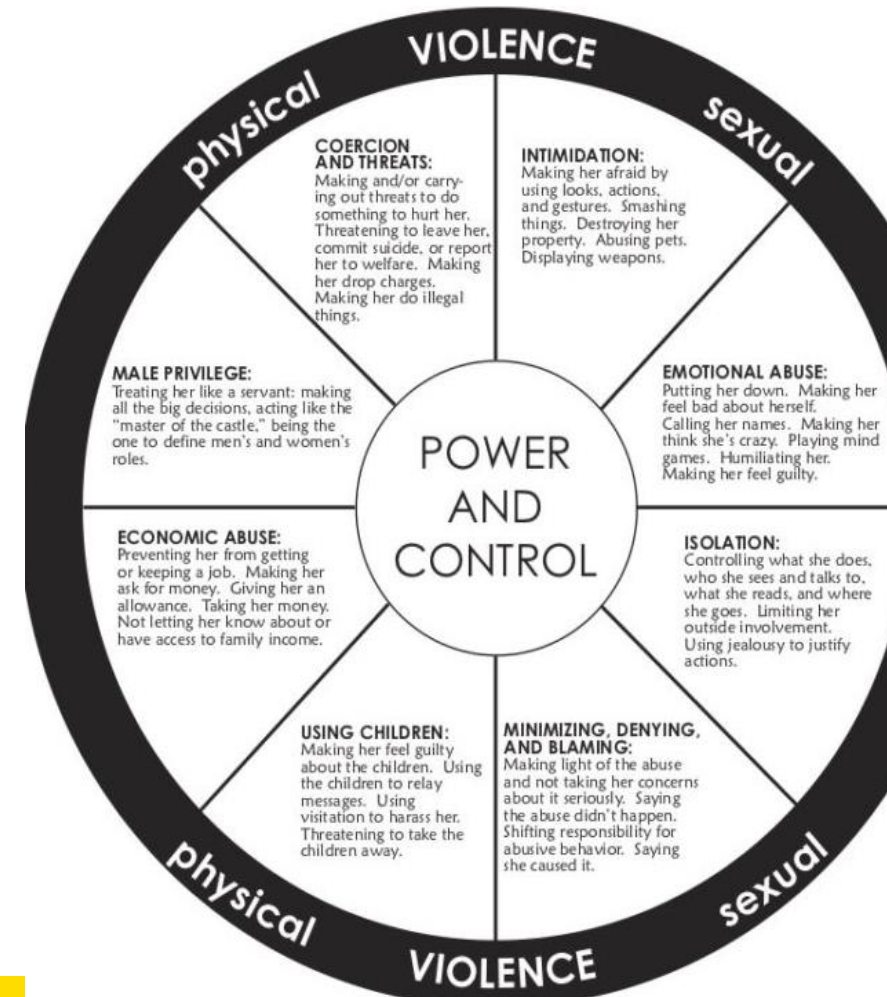 physical VIOLENCE sexual
COERCION
AND THREATS:
Making and/or carry-
ing out threats to do
something to hurt her.
Threatening to leave her,
commit suicide, or report
her to welfare.  Making
her drop charges.
Making her do illegal
things.
INTIMIDATION:
Making her afraid by
using looks, actions,
and gestures.  Smashing
things.  Destroying her
property.  Abusing pets.
Displaying weapons.
MALE PRIVILEGE:
Treating her like a servant: making
all the big decisions, acting like the
“master of the castle,” being the
one to define men’s and women’s
roles.
EMOTIONAL ABUSE:
Putting her down.  Making her
feel bad about herself.
Calling her names.  Making her
think she’s crazy.  Playing mind
games.  Humiliating her.
Making her feel guilty.
POWER
AND
CONTROL
ECONOMIC ABUSE:
Preventing her from getting
or keeping a job.  Making her
ask for money.  Giving her an
allowance.  Taking her money.
Not letting her know about or
have access to family income.
ISOLATION:
Controlling what she does,
who she sees and talks to,
what she reads, and where
she goes.  Limiting her
outside involvement.
Using jealousy to justify
actions.
USING CHILDREN:
Making her feel guilty
about the children.  Using
the children to relay
messages.  Using
visitation to harass her.
Threatening to take the
children away.
MINIMIZING, DENYING,
AND BLAMING:
Making light of the abuse
and not taking her concerns
about it seriously.  Saying
the abuse didn’t happen.
Shifting responsibility for
abusive behavior.  Saying
she caused it.
physical VIOLENCE sexual